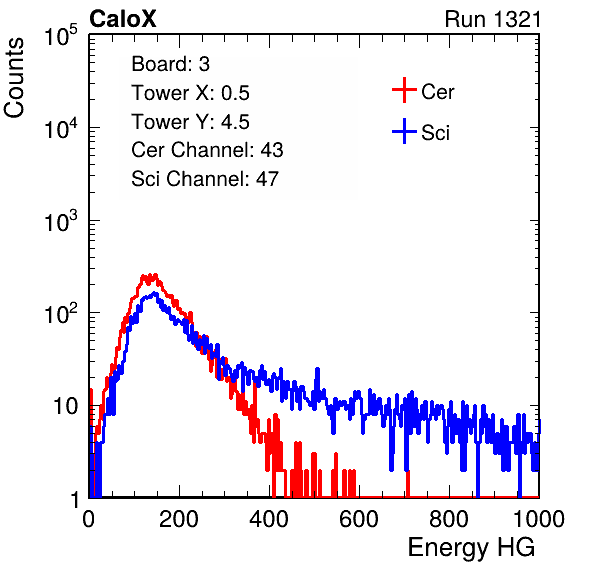 CaloX Run 1321
Counts
Board: 3
Tower X: 0.5
Tower Y: 4.5
Cer Channel: 43
Sci Channel: 47
Cer
Sci
10^5
10^4
10^3
10^2
10
1
0 200 400 600 800 1000
Energy HG